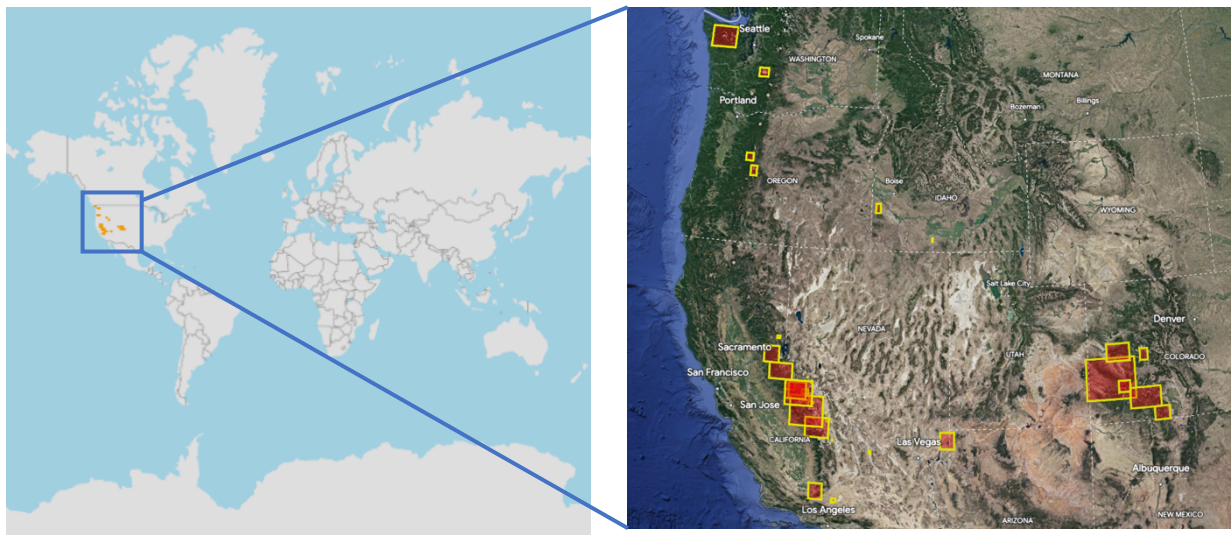 Seattle
Spokane
WASHINGTON
MONTANA
Portland
Bozeman
Billings
OREGON
Boise
IDAHO
WYOMING
Salt Lake City
Denver
NEVADA
Sacramento
UTAH
COLORADO
San Francisco
San Jose
CALIFORNIA
Las Vegas
Albuquerque
Los Angeles
ARIZONA
NEW MEXICO